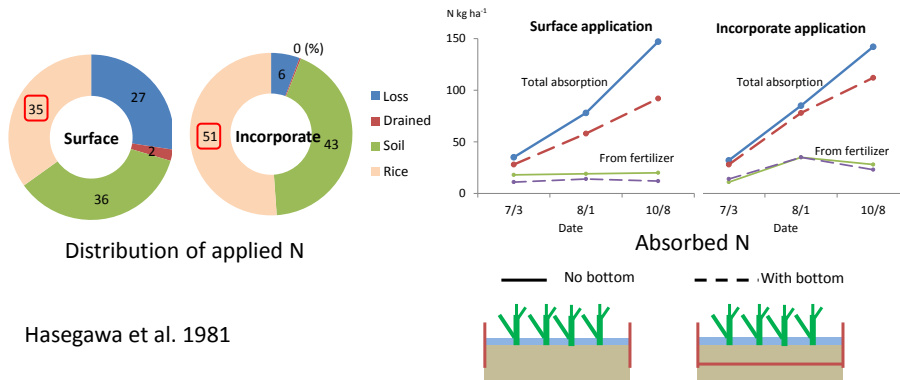 27
2
36
35
Surface
0 (%)
6
43
51
Incorporate
Loss
Drained
Soil
Rice
Distribution of applied N
Hasegawa et al. 1981
N kg ha⁻¹
Surface application
Incorporate application
150
100
50
0
Total absorption
Total absorption
From fertilizer
From fertilizer
7/3
8/1
10/8
7/3
8/1
10/8
Date
Date
Absorbed N
No bottom
With bottom